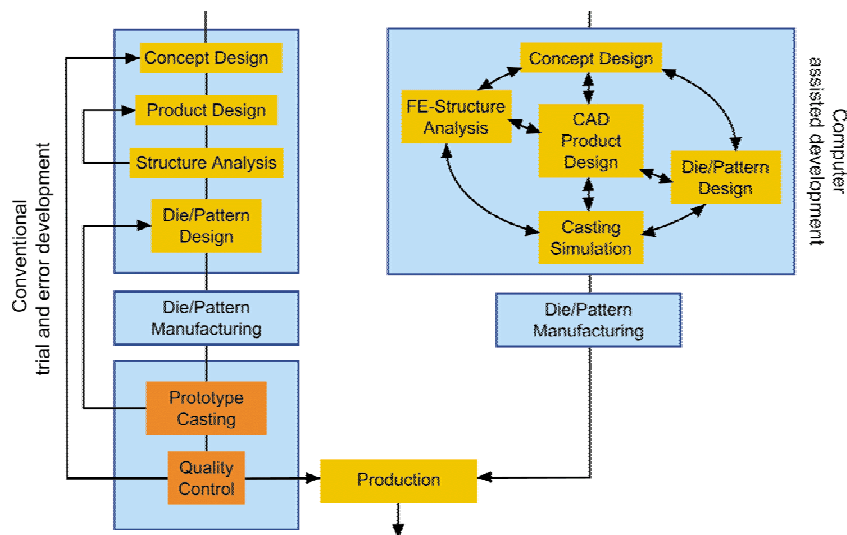 Conventional
trial and error development
Concept Design
Product Design
Structure Analysis
Die/Pattern
Design
Die/Pattern
Manufacturing
Prototype
Casting
Quality
Control
Production
Concept Design
FE-Structure
Analysis
CAD
Product
Design
Die/Pattern
Design
Casting
Simulation
Die/Pattern
Manufacturing
Computer
assisted development